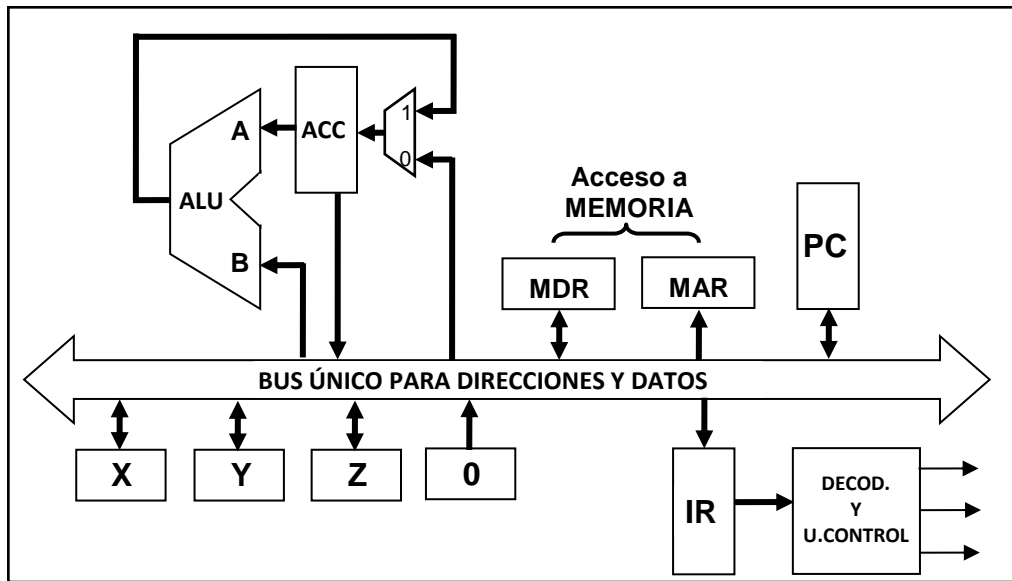 1
A
ACC
0
ALU
B
Acceso a
MEMORIA
MDR
MAR
PC
BUS ÚNICO PARA DIRECCIONES Y DATOS
X
Y
Z
0
IR
DECOD.
Y
U.CONTROL